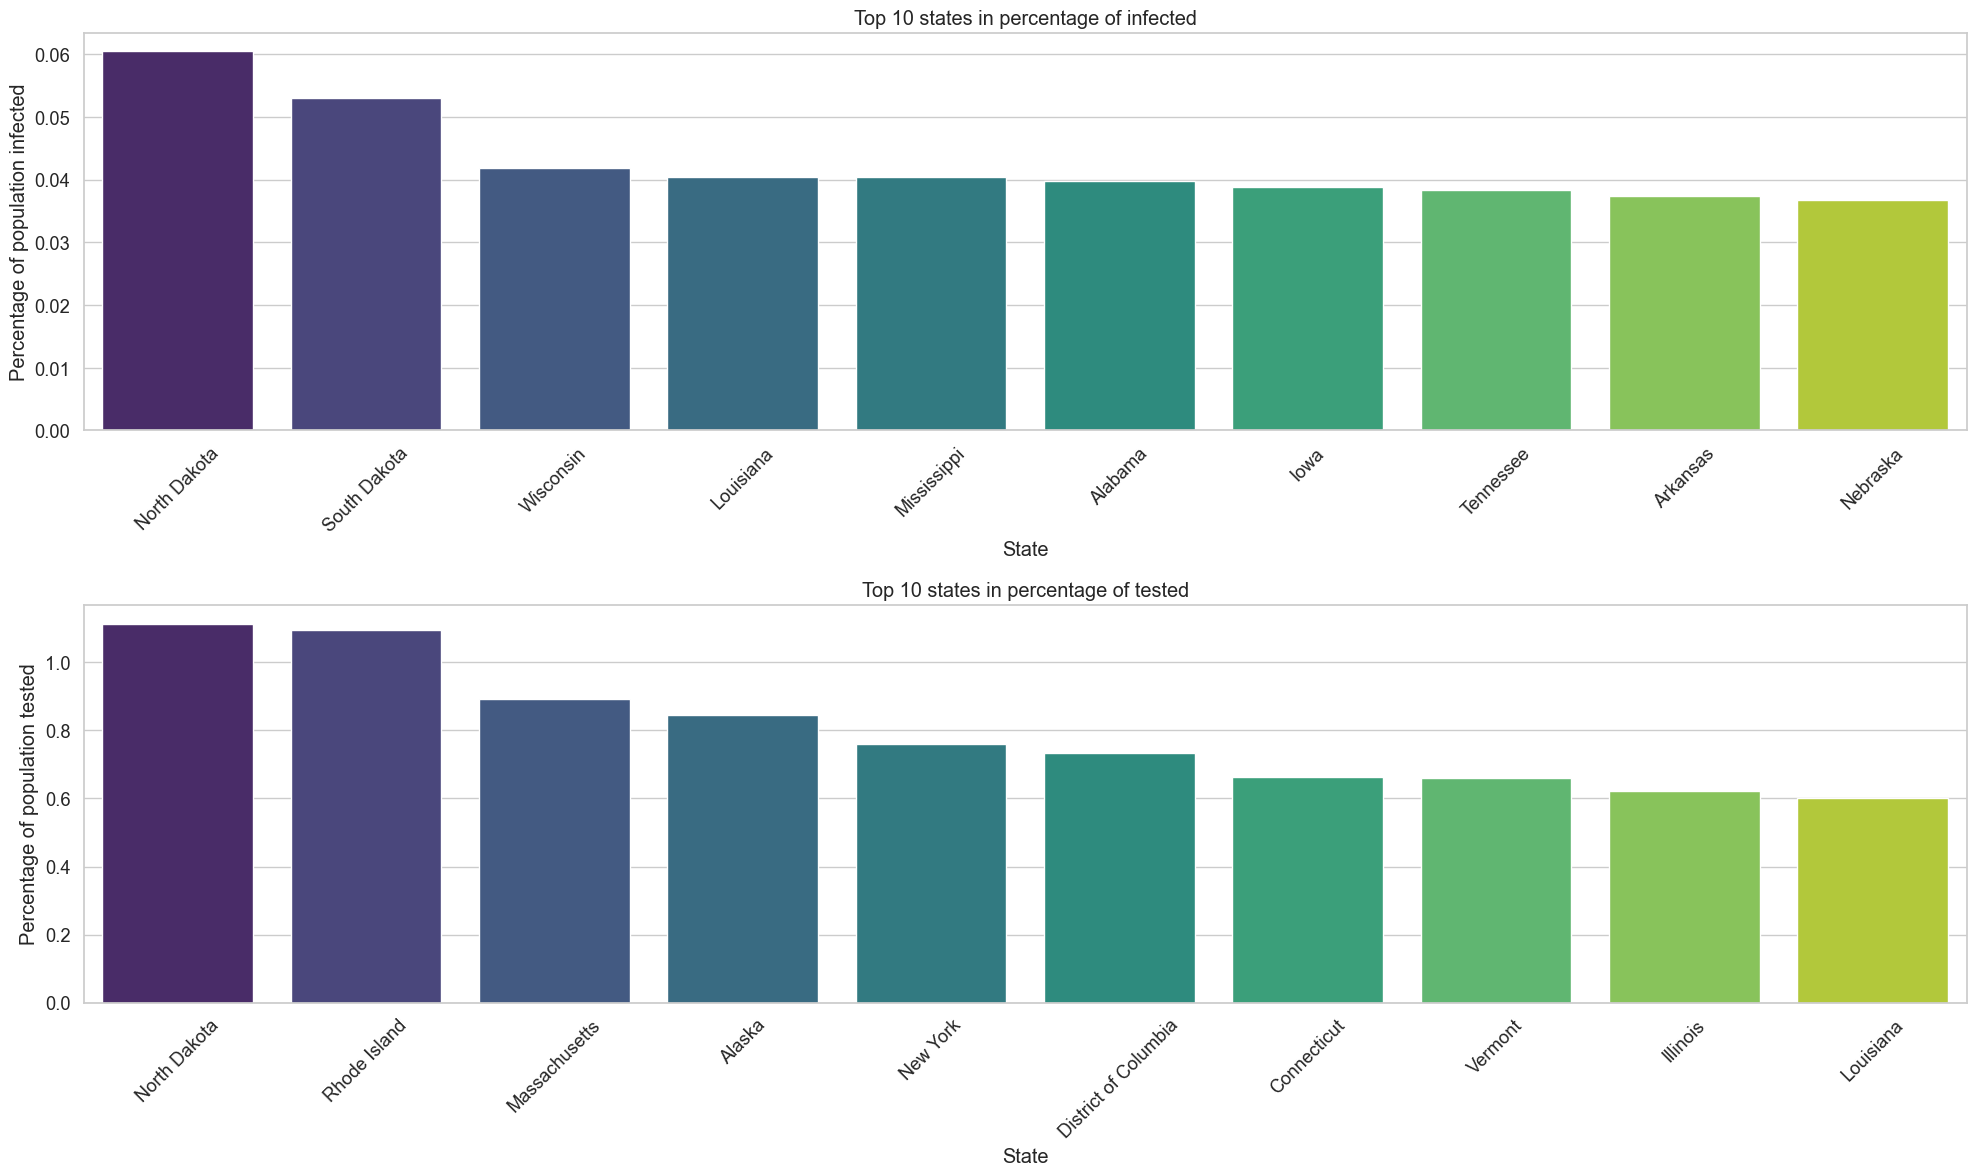 Top 10 states in percentage of infected
Percentage of population infected
0.06
0.05
0.04
0.03
0.02
0.01
0.00
North Dakota
South Dakota
Wisconsin
Louisiana
Mississippi
Alabama
Iowa
Tennessee
Arkansas
Nebraska
State
Top 10 states in percentage of tested
Percentage of population tested
1.0
0.8
0.6
0.4
0.2
0.0
North Dakota
Rhode Island
Massachusetts
Alaska
New York
District of Columbia
Connecticut
Vermont
Illinois
Louisiana
State